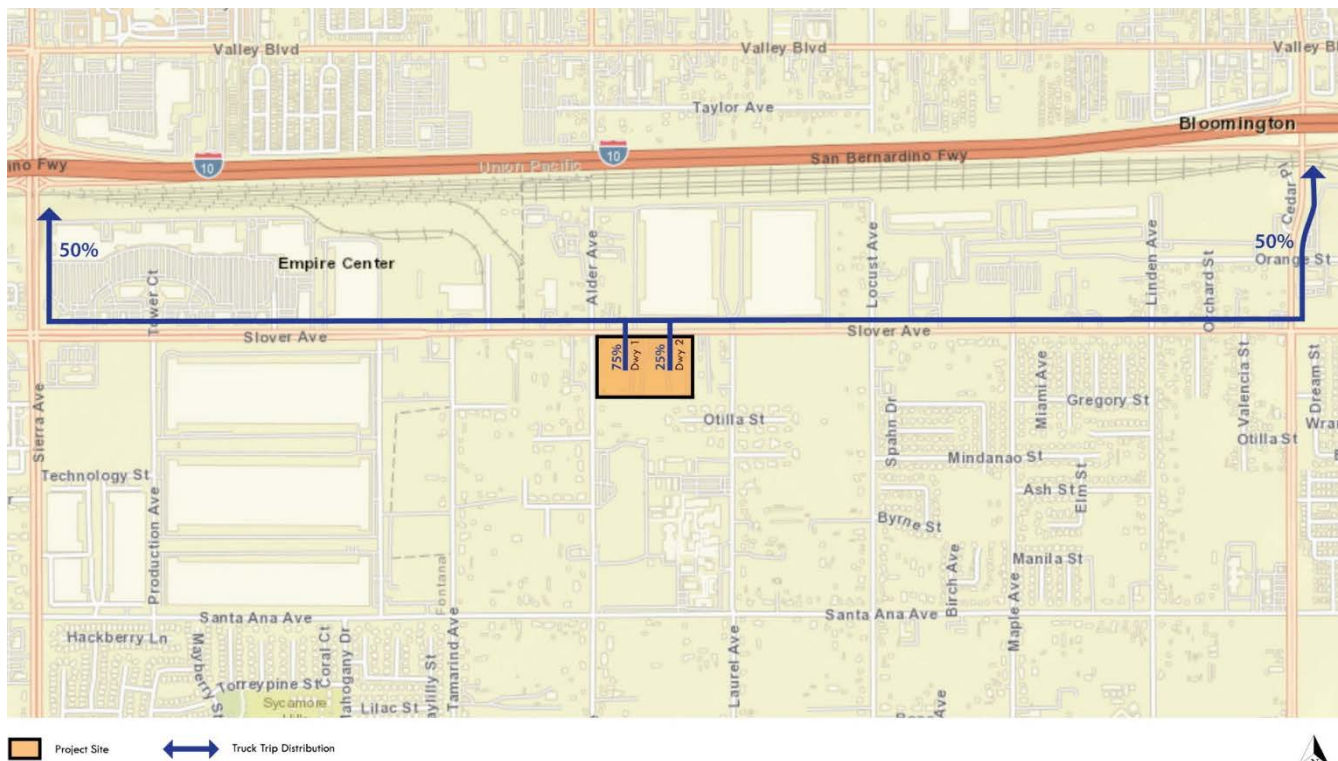 Valley Blvd
Valley Blvd
Valley Bl
Taylor Ave
Bloomington
10
10
Union Pacific
San Bernardino Fwy
no Fwy
Cedar Pl
50%
50%
Empire Center
Alder Ave
Locust Ave
Linden Ave
Orchard St
Orange St
Tower Ct
Slover Ave
Slover Ave
75%
Dwy 1
25%
Dwy 2
Sierra Ave
Otilla St
Spahn Dr
Miami Ave
Gregory St
Valencia St
W Dream St
Otilla St
Wran
Mindanao St
Technology St
Production Ave
Ash St
Elm St
Byrne St
Birch Ave
Manila St
Maple Ave
Fontana
Santa Ana Ave
Santa Ana Ave
Hackberry Ln
Mayberry St
Coral Ct
Mahogany Dr
aylilly St
Tamarind Ave
Laurel Ave
Torreypine St
Sycamore
Lilac St
Ave
Project Site
Truck Trip Distribution